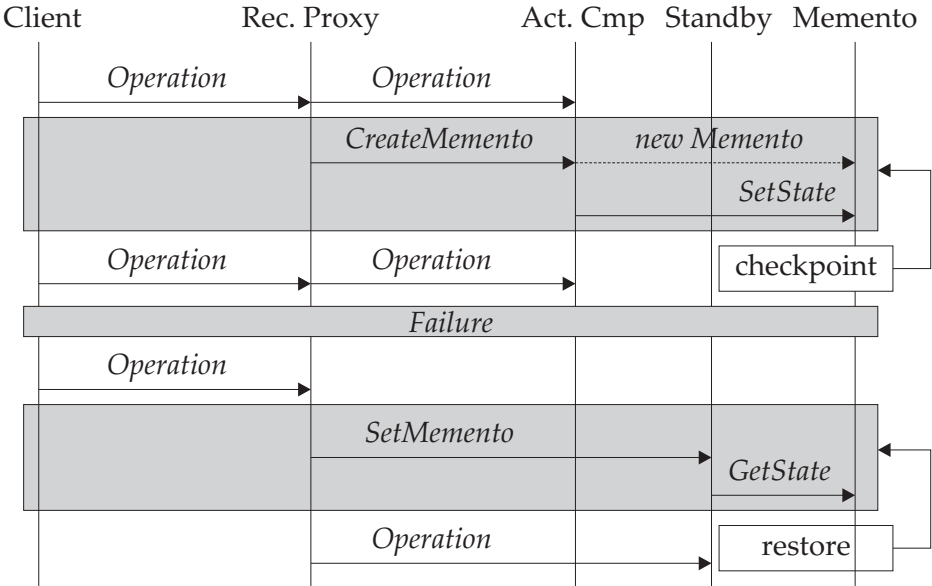 Client Rec. Proxy Act. Cmp Standby Memento
Operation Operation
CreateMemento new Memento
SetState
Operation Operation checkpoint
Failure
Operation
SetMemento
GetState
Operation restore